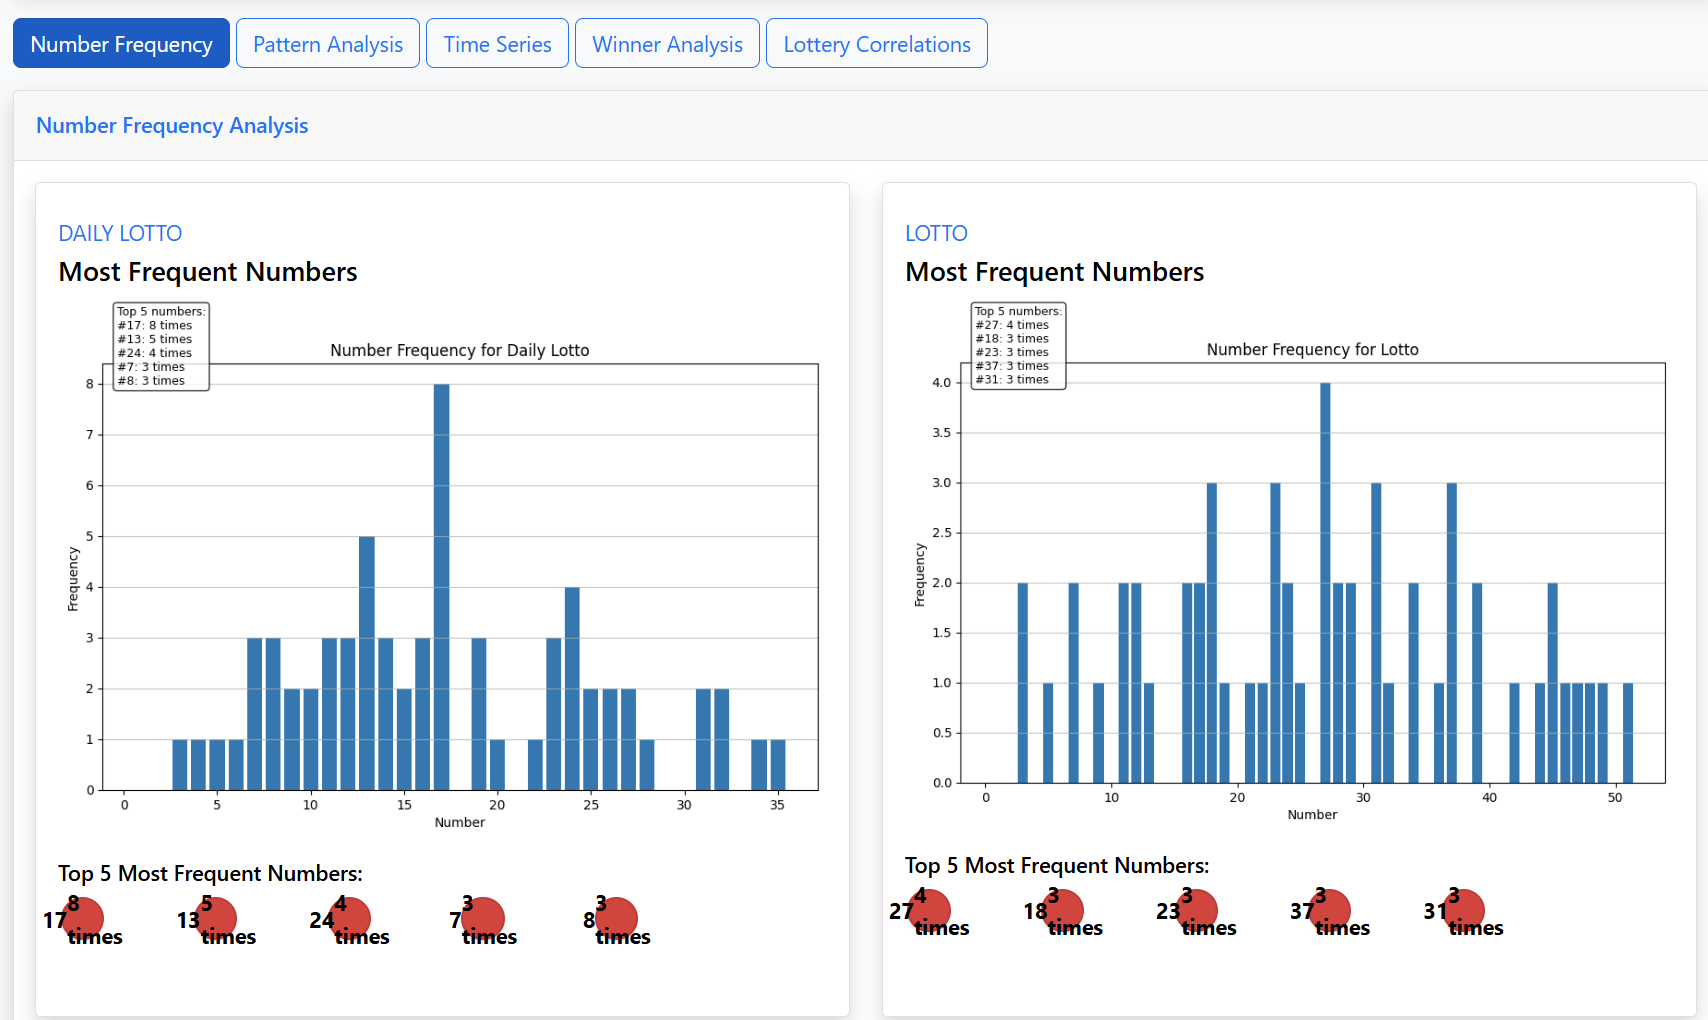 Number Frequency
Pattern Analysis
Time Series
Winner Analysis
Lottery Correlations
Number Frequency Analysis
DAILY LOTTO
Most Frequent Numbers
Top 5 numbers:
#17: 8 times
#13: 5 times
#24: 4 times
#7: 3 times
#8: 3 times
Number Frequency for Daily Lotto
8
7
6
5
4
3
2
1
0
Frequency
0 5 10 15 20 25 30 35
Number
Top 5 Most Frequent Numbers:
17 8 times
13 5 times
24 4 times
7 3 times
8 3 times
LOTTO
Most Frequent Numbers
Top 5 numbers:
#27: 4 times
#18: 3 times
#23: 3 times
#37: 3 times
#31: 3 times
Number Frequency for Lotto
4.0
3.5
3.0
2.5
2.0
1.5
1.0
0.5
0.0
Frequency
0 10 20 30 40 50
Number
Top 5 Most Frequent Numbers:
27 4 times
18 3 times
23 3 times
37 3 times
31 3 times